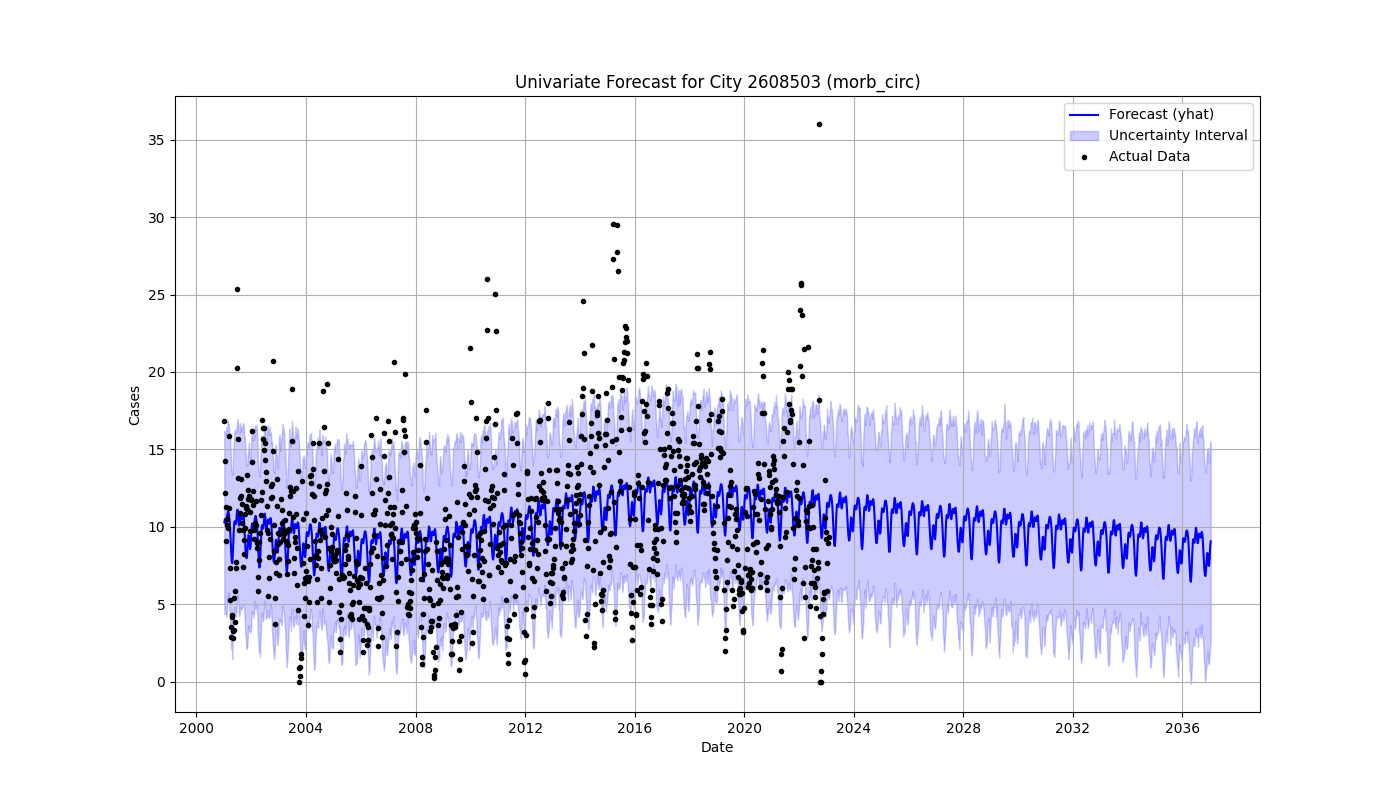 Univariate Forecast for City 2608503 (morb_circ)
Forecast (yhat)
Uncertainty Interval
Actual Data
Cases
35
30
25
20
15
10
5
0
2000 2004 2008 2012 2016 2020 2024 2028 2032 2036
Date